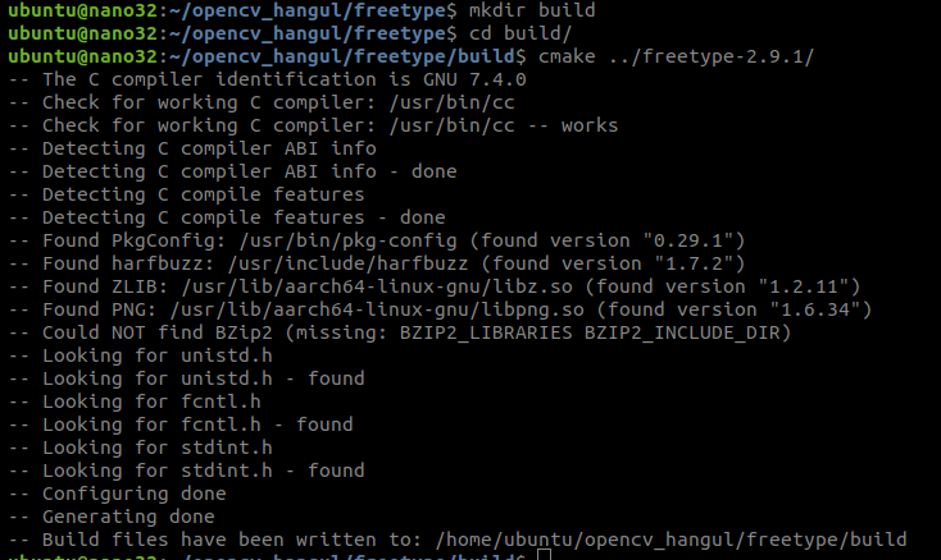 ubuntu@nano32:~/opencv_hangul/freetype$ mkdir build
ubuntu@nano32:~/opencv_hangul/freetype$ cd build/
ubuntu@nano32:~/opencv_hangul/freetype/build$ cmake ../freetype-2.9.1/
-- The C compiler identification is GNU 7.4.0
-- Check for working C compiler: /usr/bin/cc
-- Check for working C compiler: /usr/bin/cc -- works
-- Detecting C compiler ABI info
-- Detecting C compiler ABI info - done
-- Detecting C compile features
-- Detecting C compile features - done
-- Found PkgConfig: /usr/bin/pkg-config (found version "0.29.1")
-- Found harfbuzz: /usr/include/harfbuzz (found version "1.7.2")
-- Found ZLIB: /usr/lib/aarch64-linux-gnu/libz.so (found version "1.2.11")
-- Found PNG: /usr/lib/aarch64-linux-gnu/libpng.so (found version "1.6.34")
-- Could NOT find BZip2 (missing: BZIP2_LIBRARIES BZIP2_INCLUDE_DIR)
-- Looking for unistd.h
-- Looking for unistd.h - found
-- Looking for fcntl.h
-- Looking for fcntl.h - found
-- Looking for stdint.h
-- Looking for stdint.h - found
-- Configuring done
-- Generating done
-- Build files have been written to: /home/ubuntu/opencv_hangul/freetype/build
ubuntu@nano32:~/opencv_hangul/freetype/build$